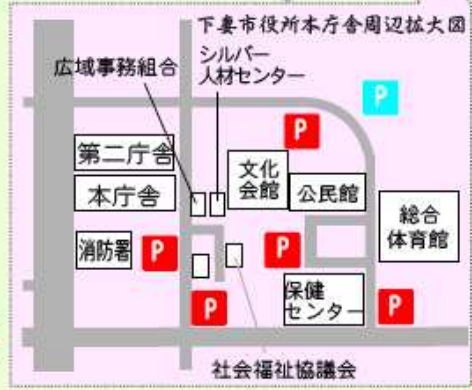 下妻市役所本庁舎周辺拡大図
広域事務組合
シルバー
人材センター
P
P
第二庁舎
文化
会館
公民館
本庁舎
総合
体育館
消防署
P
P
保健
センター
P
P
社会福祉協議会